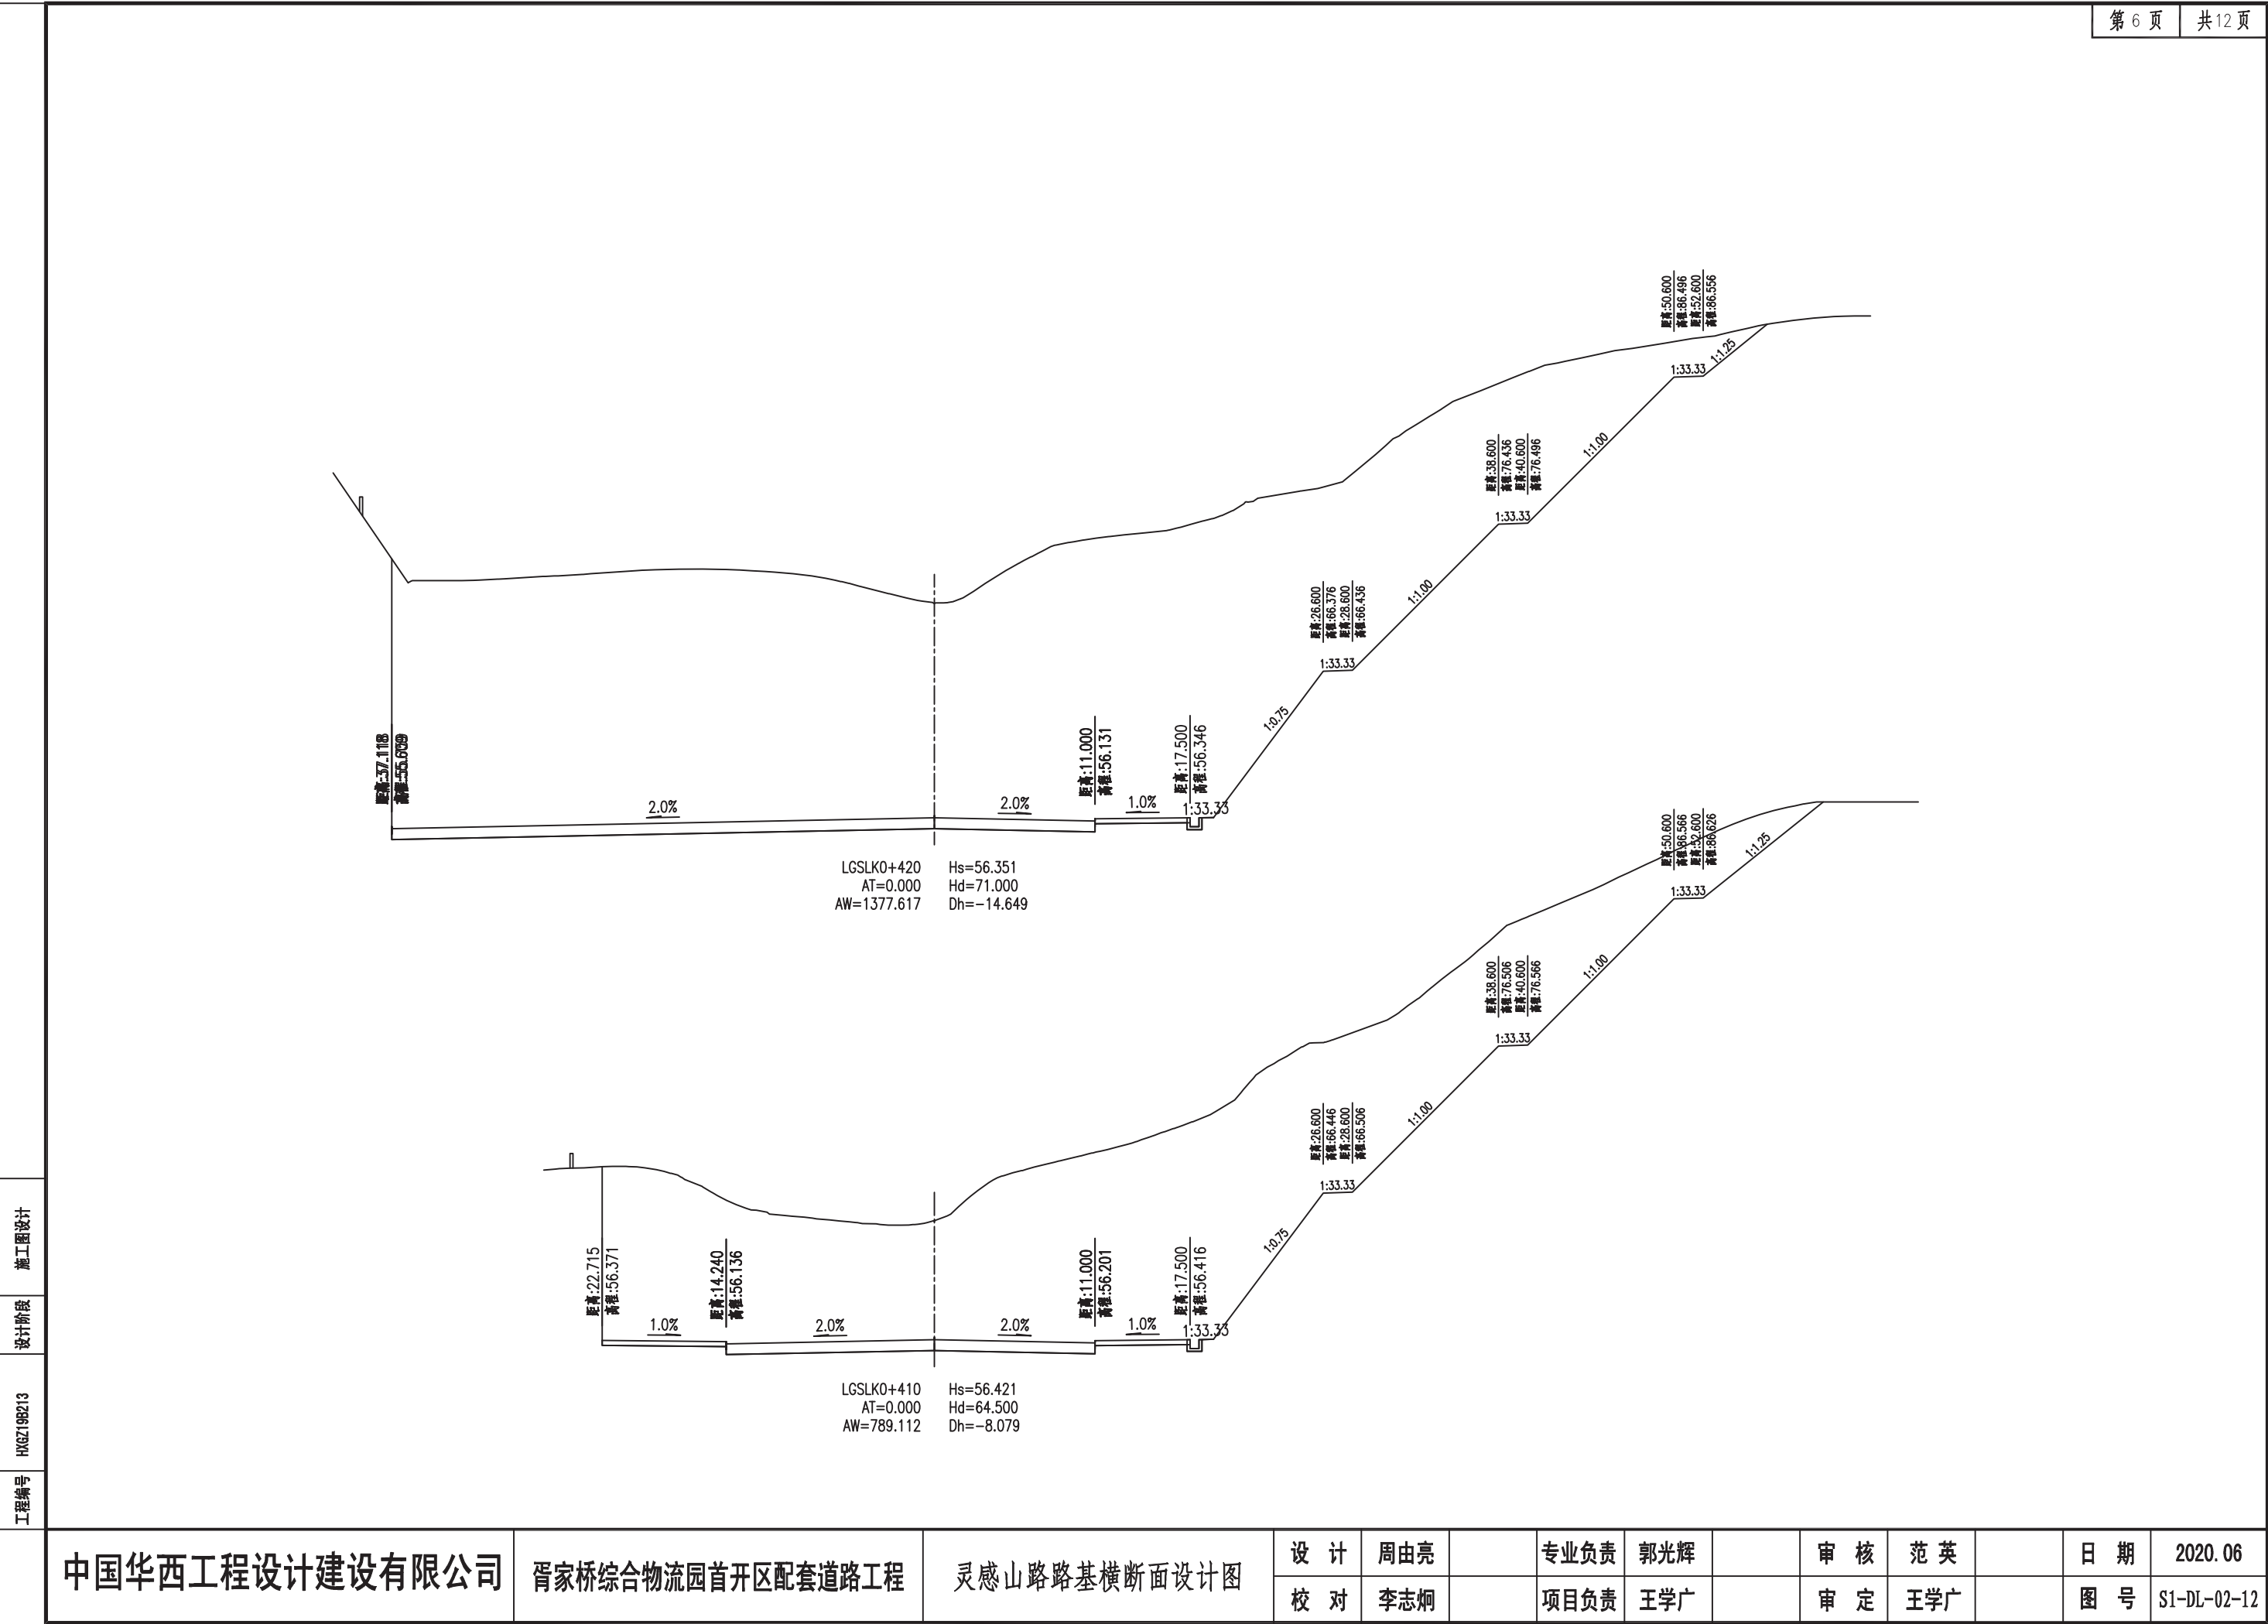 第 6 页 共12页
距离:50.600
高程:86.496
距离:52.600
高程:86.556
1:1.25
1:33.33
1:1.00
距离:38.600
高程:76.436
距离:40.600
高程:76.496
1:33.33
1:1.00
距离:26.600
高程:66.376
距离:28.600
高程:66.436
1:33.33
1:0.75
距离:37.118
距离:11.000
高程:56.131
距离:17.500
高程:56.346
2.0%
2.0%
1.0%
1:33.33
LGSLK0+420 Hs=56.351
AT=0.000 Hd=71.000
AW=1377.617 Dh=-14.649
距离:50.600
高程:86.566
距离:52.600
高程:86.626
1:1.25
1:33.33
1:1.00
距离:38.600
高程:76.506
距离:40.600
高程:76.566
1:33.33
1:1.00
距离:26.600
高程:66.446
距离:28.600
高程:66.506
1:33.33
1:0.75
距离:22.715
高程:56.371
距离:14.240
高程:56.136
距离:11.000
高程:56.201
距离:17.500
高程:56.416
1.0%
2.0%
2.0%
1.0%
1:33.33
LGSLK0+410 Hs=56.421
AT=0.000 Hd=64.500
AW=789.112 Dh=-8.079
工程编号 HXGZ19B213 设计阶段 施工图设计
中国华西工程设计建设有限公司
胥家桥综合物流园首开区配套道路工程
灵感山路路基横断面设计图
设 计 周由亮 专业负责 郭光辉 审 核 范 英 日 期 2020.06
校 对 李志炯 项目负责 王学广 审 定 王学广 图 号 S1-DL-02-12